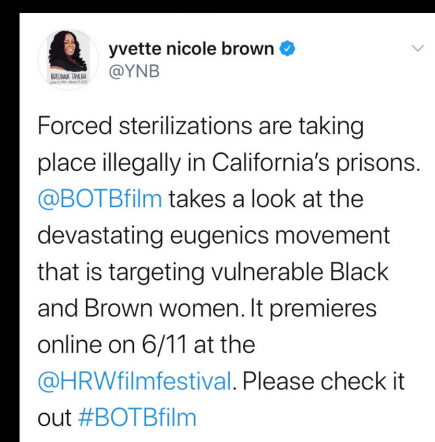 yvette nicole brown
@YNB
BREONNA TAYLOR
Forced sterilizations are taking
place illegally in California's prisons.
@BOTBfilm takes a look at the
devastating eugenics movement
that is targeting vulnerable Black
and Brown women. It premieres
online on 6/11 at the
@HRWfilmfestival. Please check it
out #BOTBfilm